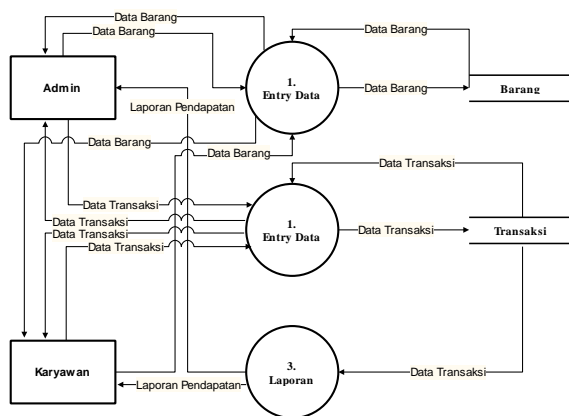 Data Barang
Data Barang
Data Barang
Admin
1.
Entry Data
Data Barang
Barang
Laporan Pendapatan
Data Barang
Data Barang
Data Transaksi
Data Transaksi
Data Transaksi
Data Transaksi
Data Transaksi
1.
Entry Data
Data Transaksi
Transaksi
Karyawan
Laporan Pendapatan
3.
Laporan
Data Transaksi